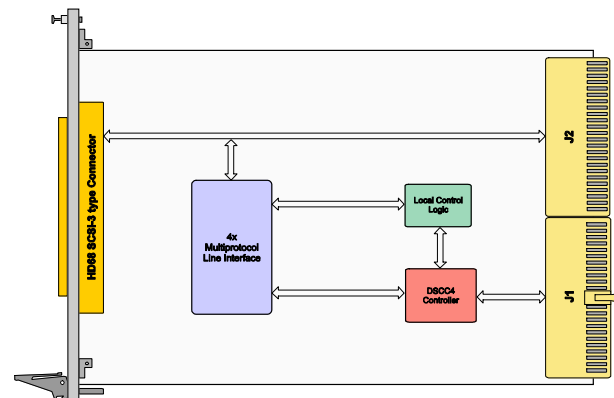 HD68 SCSI-3 type Connector
4x
Multiprotocol
Line Interface
Local Control
Logic
DSCC4
Controller
J2
J1